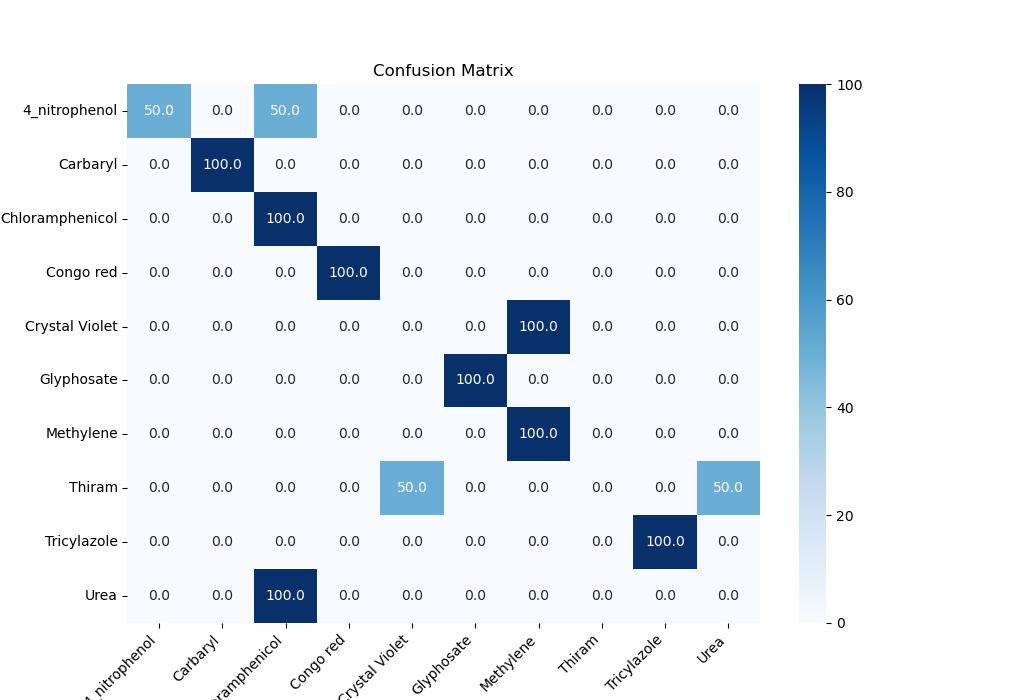 Confusion Matrix
4_nitrophenol 50.0 0.0 50.0 0.0 0.0 0.0 0.0 0.0 0.0 0.0
Carbaryl 0.0 100.0 0.0 0.0 0.0 0.0 0.0 0.0 0.0 0.0
Chloramphenicol 0.0 0.0 100.0 0.0 0.0 0.0 0.0 0.0 0.0 0.0
Congo red 0.0 0.0 0.0 100.0 0.0 0.0 0.0 0.0 0.0 0.0
Crystal Violet 0.0 0.0 0.0 0.0 0.0 0.0 100.0 0.0 0.0 0.0
Glyphosate 0.0 0.0 0.0 0.0 0.0 100.0 0.0 0.0 0.0 0.0
Methylene 0.0 0.0 0.0 0.0 0.0 0.0 100.0 0.0 0.0 0.0
Thiram 0.0 0.0 0.0 0.0 50.0 0.0 0.0 0.0 0.0 50.0
Tricylazole 0.0 0.0 0.0 0.0 0.0 0.0 0.0 0.0 100.0 0.0
Urea 0.0 0.0 100.0 0.0 0.0 0.0 0.0 0.0 0.0 0.0
4_nitrophenol
Carbaryl
ramphenicol
Congo red
Crystal Violet
Glyphosate
Methylene
Thiram
Tricylazole
Urea
100
80
60
40
20
0